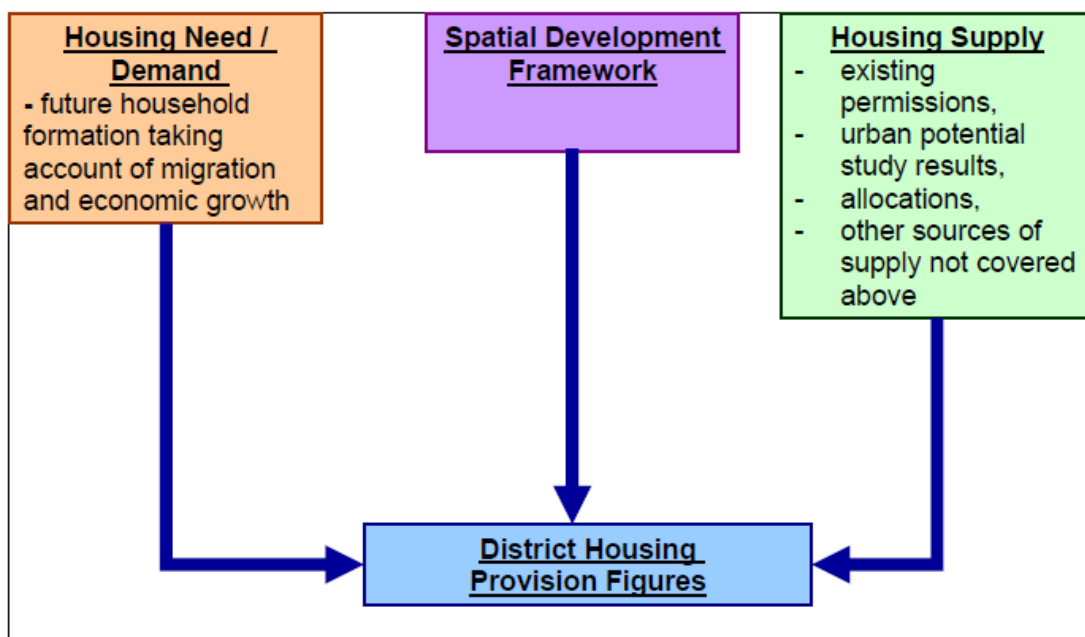 Housing Need /
Demand
- future household
formation taking
account of migration
and economic growth
Spatial Development
Framework
Housing Supply
- existing
permissions,
- urban potential
study results,
- allocations,
- other sources of
supply not covered
above
District Housing
Provision Figures